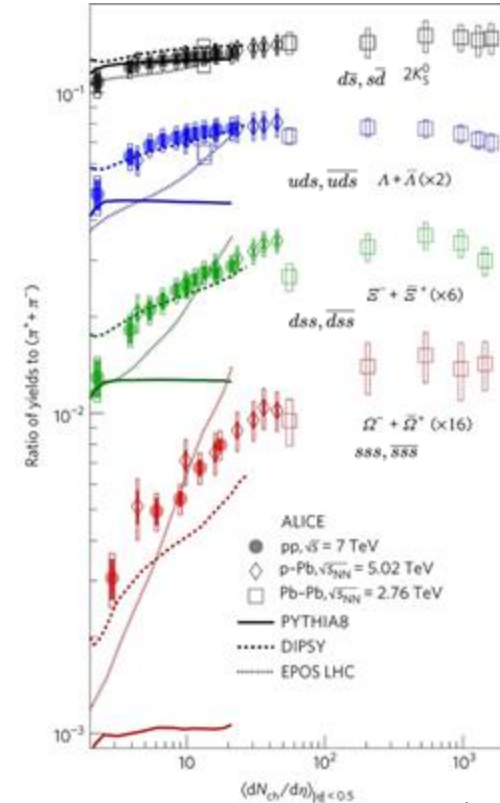 Ratio of yields to (π⁺ + π⁻)
10⁻¹
10⁻²
10⁻³
ds̄, sd̄ 2K⁰S
uds, u̅d̅s̅ Λ + Λ̄ (×2)
Ξ⁻ + Ξ̄⁺ (×6)
dss, d̅s̅s̅
Ω⁻ + Ω̄⁺ (×16)
sss, s̅s̅s̅
ALICE
pp, √s = 7 TeV
p–Pb, √sNN = 5.02 TeV
Pb–Pb, √sNN = 2.76 TeV
PYTHIA8
DIPSY
EPOS LHC
10 10² 10³
⟨dNch/dη⟩|η| < 0.5